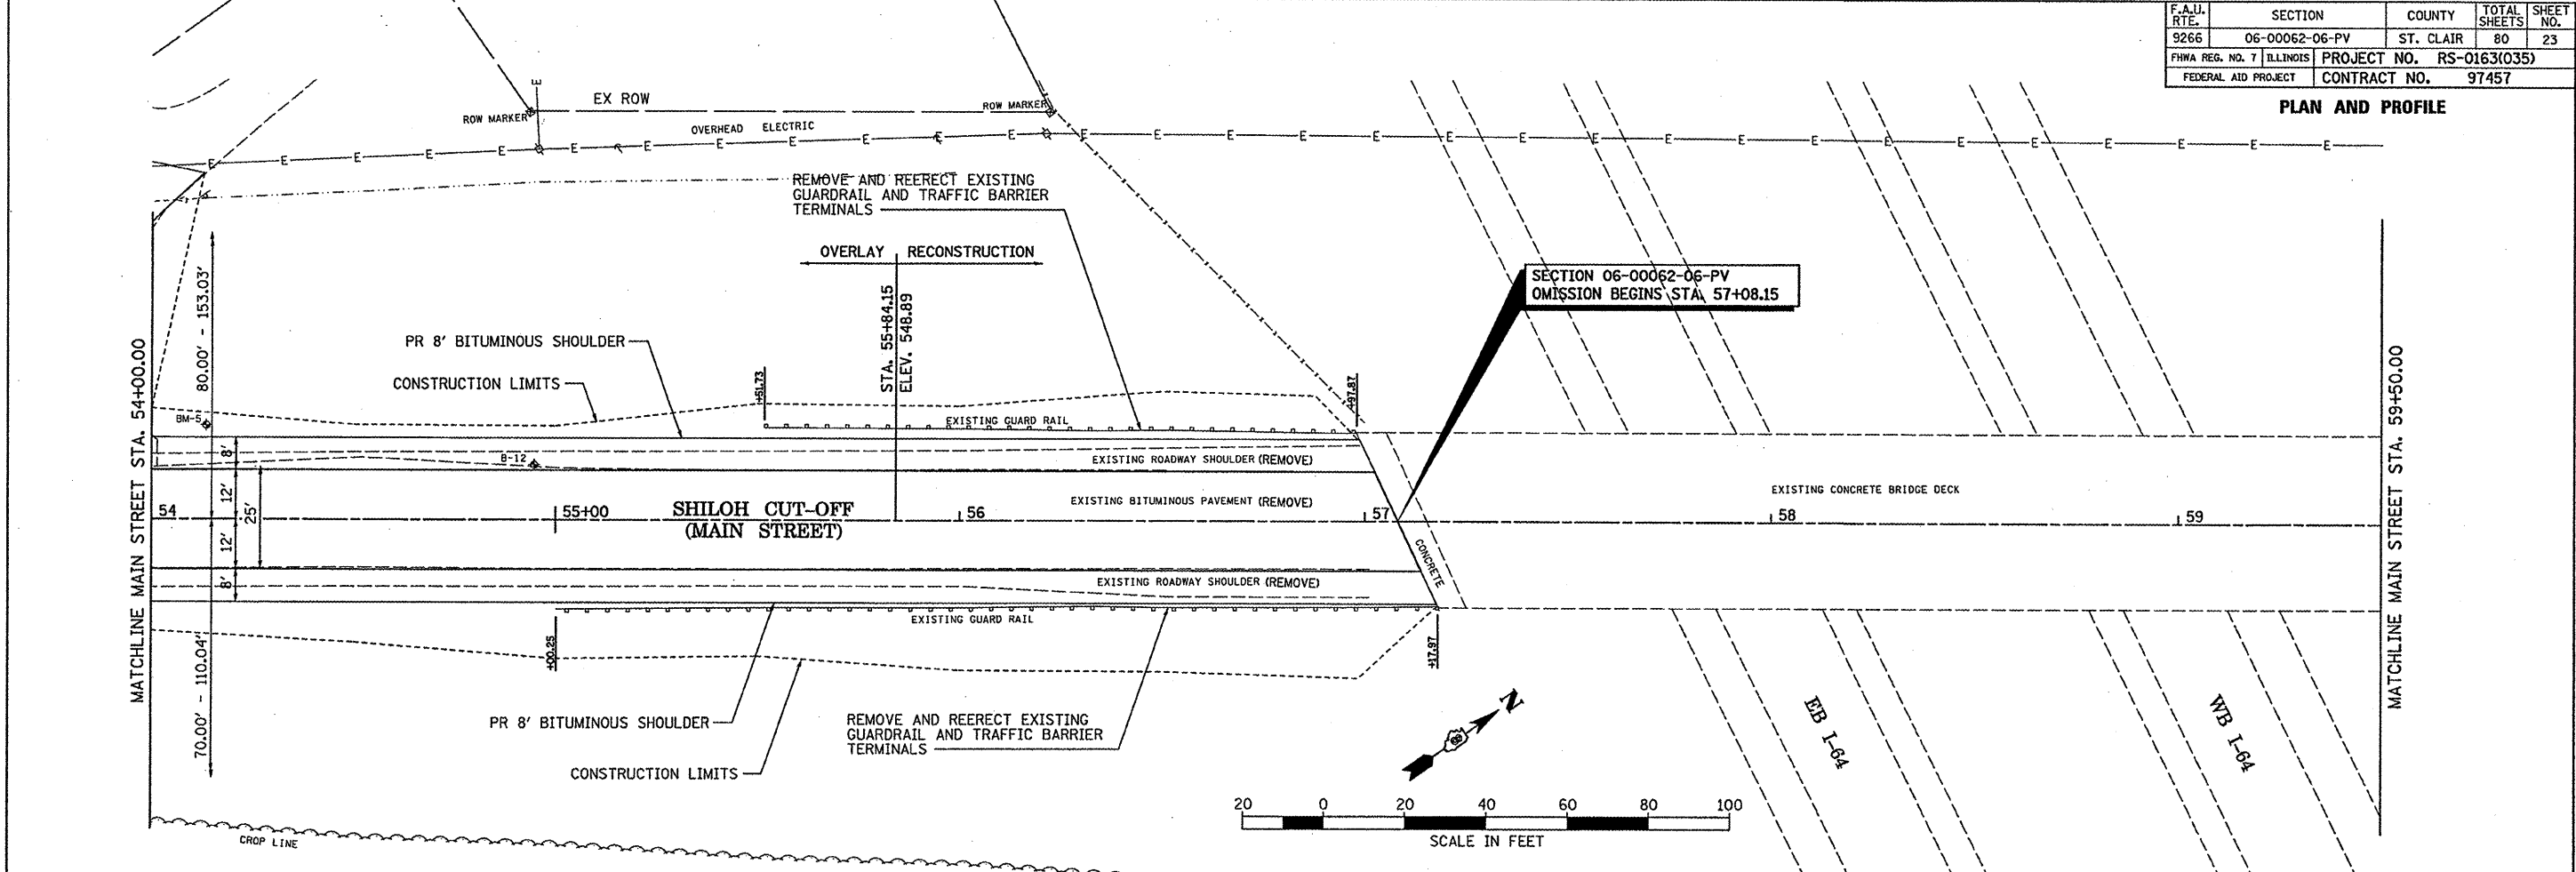 F.A.U. RTE.
SECTION
COUNTY
TOTAL SHEETS
SHEET NO.
9266
06-00062-06-PV
ST. CLAIR
80
23
FHWA REG. NO. 7
ILLINOIS
PROJECT NO. RS-0163(035)
FEDERAL AID PROJECT
CONTRACT NO. 97457
PLAN AND PROFILE
E
EX ROW
ROW MARKER
ROW MARKER
OVERHEAD ELECTRIC
E E E E E E E E E E E E E E E E E E E E E E E E E E E E E E
REMOVE AND REERECT EXISTING
GUARDRAIL AND TRAFFIC BARRIER
TERMINALS
OVERLAY
RECONSTRUCTION
STA. 55+84.15
ELEV. 548.89
SECTION 06-00062-06-PV
OMISSION BEGINS STA. 57+08.15
80.00' - 153.03'
PR 8' BITUMINOUS SHOULDER
CONSTRUCTION LIMITS
MATCHLINE MAIN STREET STA. 54+00.00
MATCHLINE MAIN STREET STA. 59+50.00
+51.73
+97.87
BM-5
EXISTING GUARD RAIL
8'
B-12
EXISTING ROADWAY SHOULDER (REMOVE)
12'
25'
EXISTING BITUMINOUS PAVEMENT (REMOVE)
EXISTING CONCRETE BRIDGE DECK
54
55+00
SHILOH CUT-OFF
(MAIN STREET)
56
57
58
59
12'
CONCRETE
8'
EXISTING ROADWAY SHOULDER (REMOVE)
EXISTING GUARD RAIL
+00.25
+17.97
70.00' - 110.04'
PR 8' BITUMINOUS SHOULDER
REMOVE AND REERECT EXISTING
GUARDRAIL AND TRAFFIC BARRIER
TERMINALS
CONSTRUCTION LIMITS
N
EB I-64
WB I-64
20 0 20 40 60 80 100
SCALE IN FEET
CROP LINE